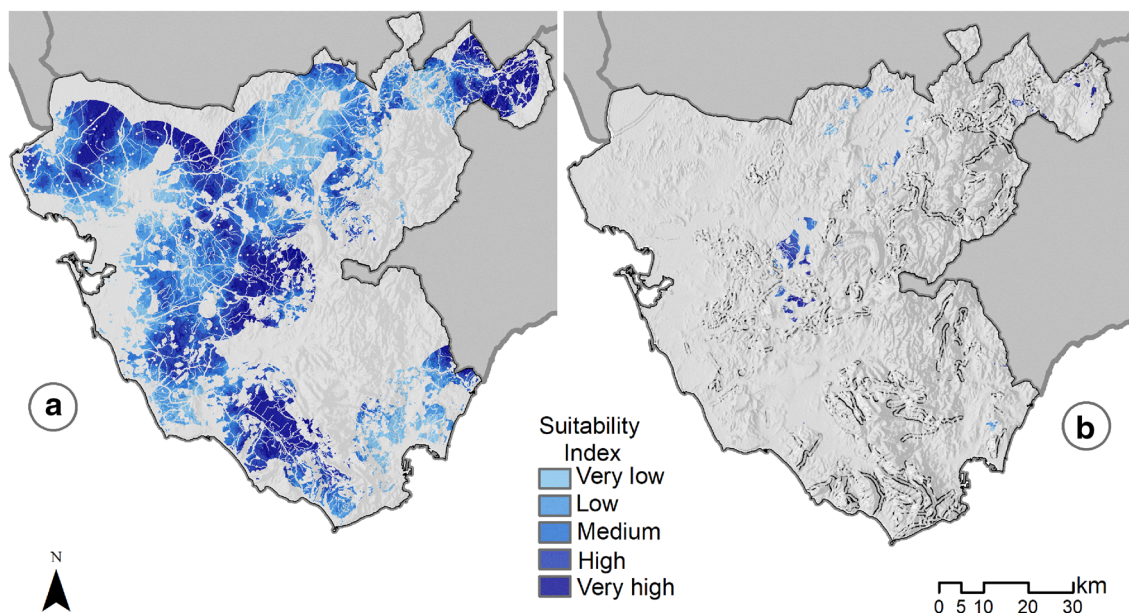 a
b
Suitability
Index
Very low
Low
Medium
High
Very high
N
km
0 5 10 20 30